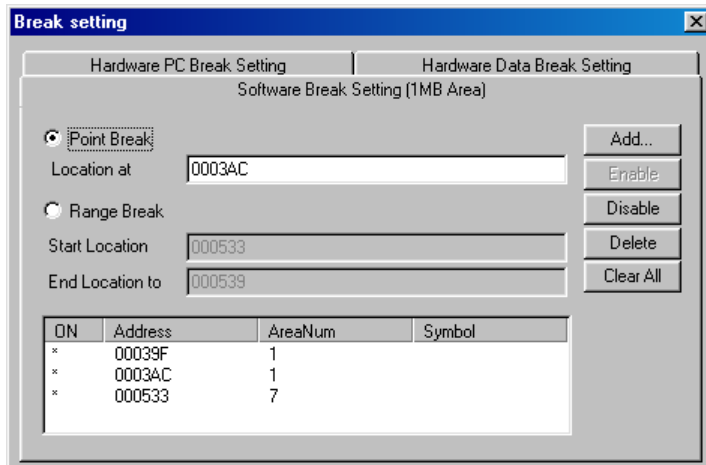 Break setting
Hardware PC Break Setting Hardware Data Break Setting
Software Break Setting (1MB Area)
Point Break Add...
Location at 0003AC Enable
Range Break Disable
Start Location 000533 Delete
End Location to 000539 Clear All
ON Address AreaNum Symbol
* 00039F 1
* 0003AC 1
* 000533 7